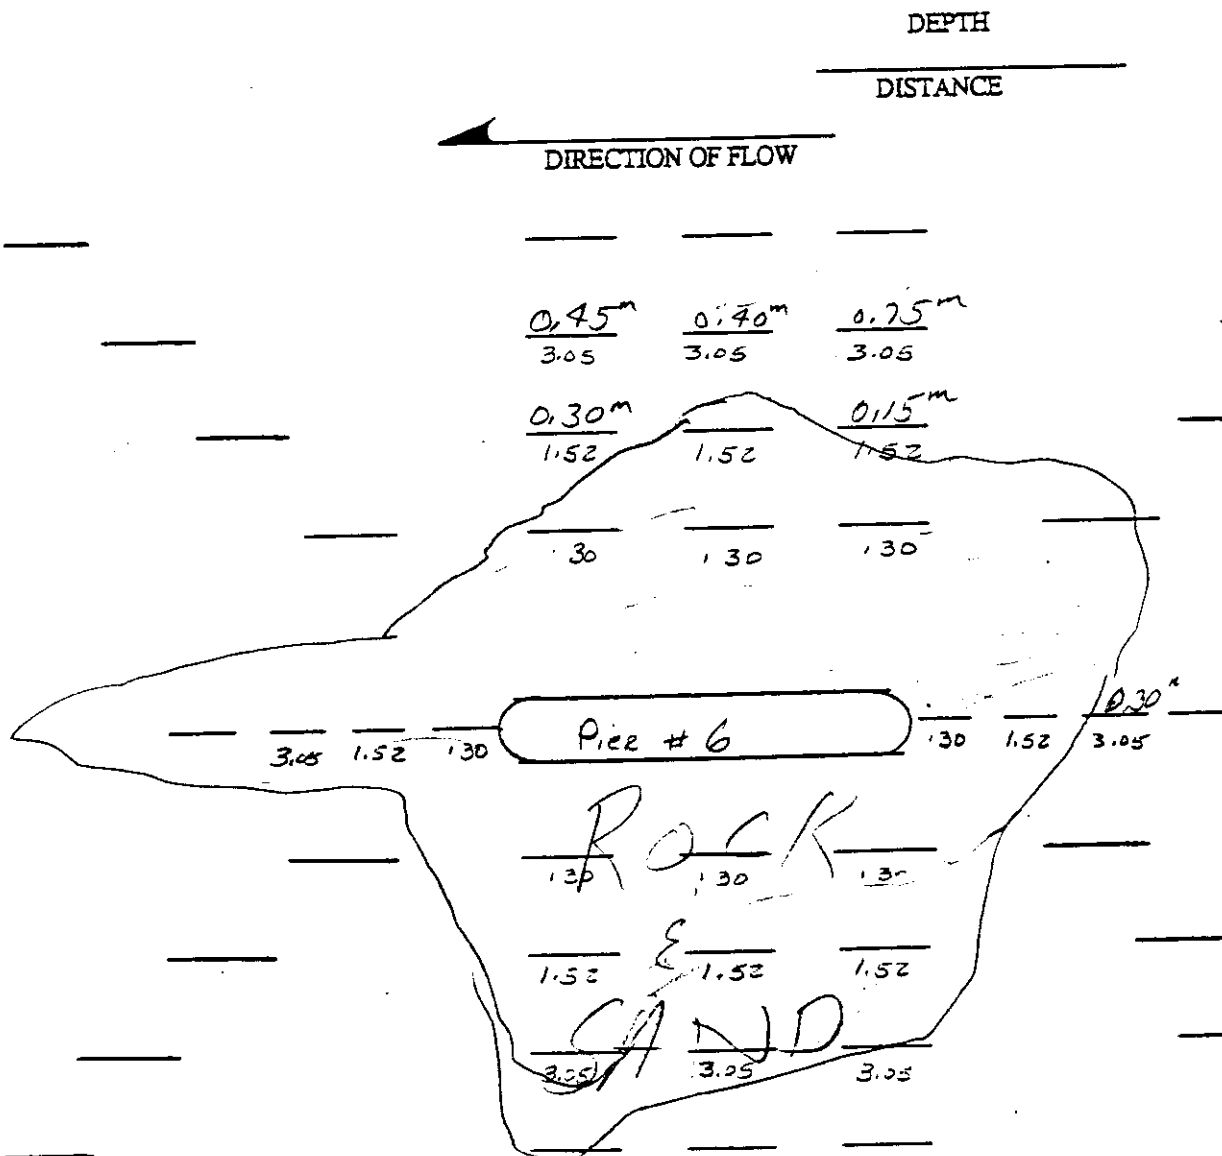 DEPTH
DISTANCE
DIRECTION OF FLOW
0.45m 0.40m 0.75m
3.05 3.05 3.05
0.30m 0.15m
1.52 1.52 1.52
.30 .30 .30
0.30m
3.05 1.52 .30 Pier # 6 .30 1.52 3.05
ROCK
.30 .30 .30
&
1.52 1.52 1.52
SAND
3.05 3.05 3.05